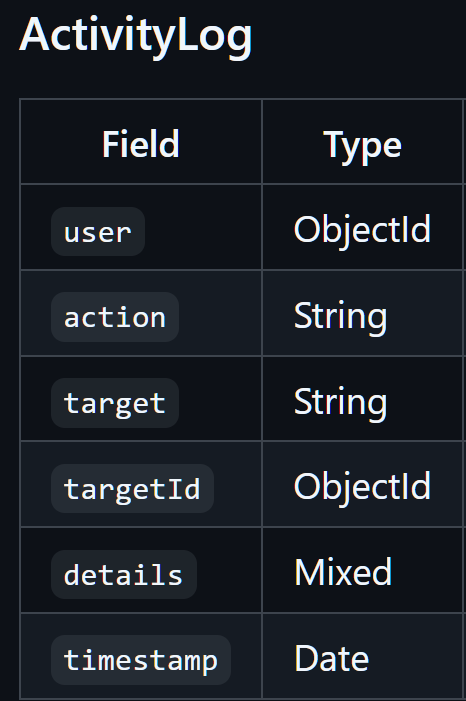 ActivityLog
Field Type
user ObjectId
action String
target String
targetId ObjectId
details Mixed
timestamp Date